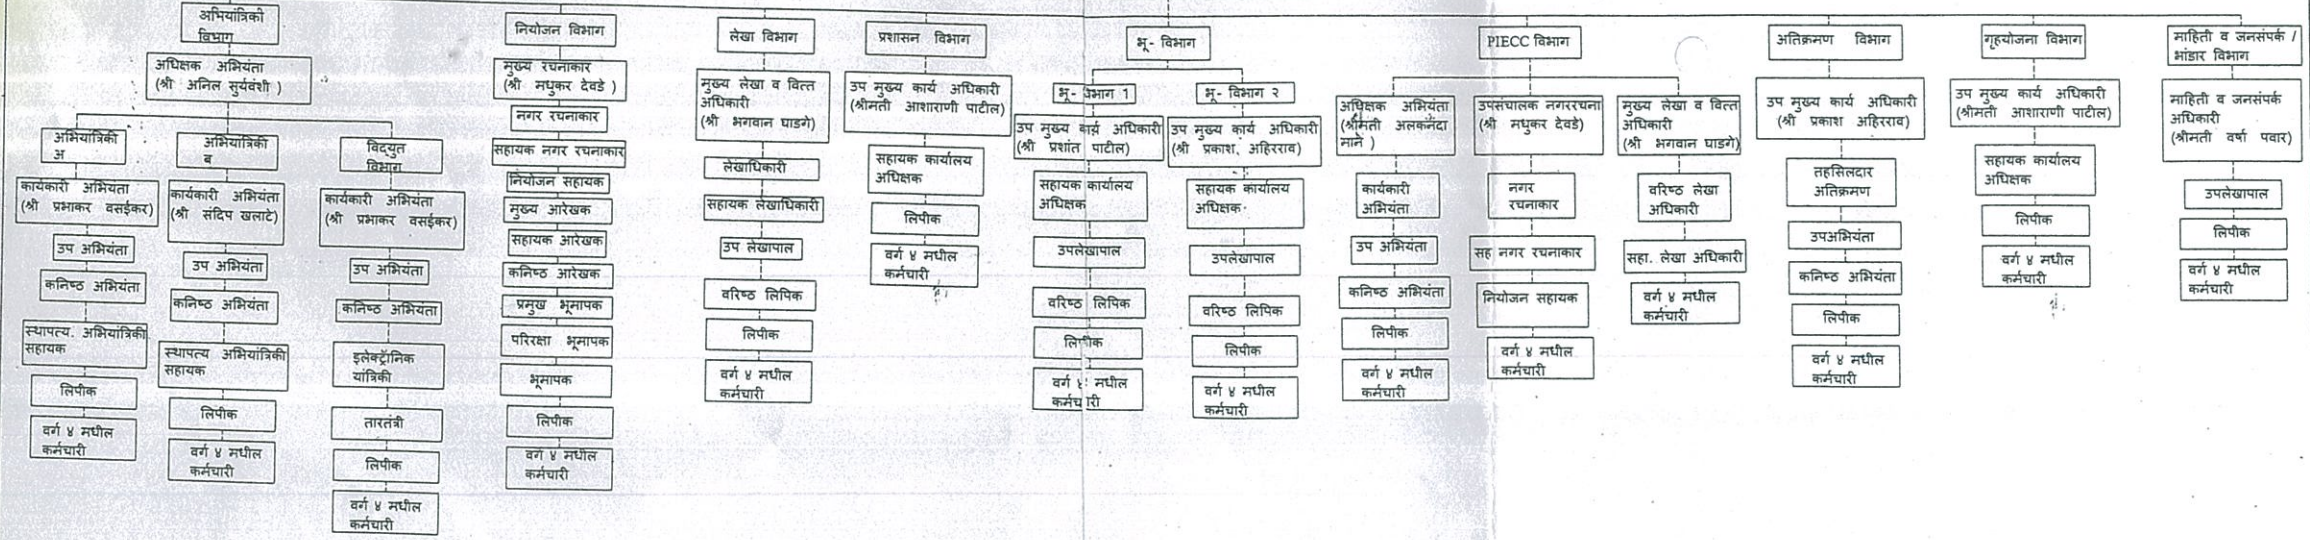 अभियांत्रिकी
विभाग
अधिक्षक अभियंता
(श्री अनिल सुर्यवंशी )
अभियांत्रिकी
अ
कार्यकारी अभियंता
(श्री प्रभाकर वसईकर)
उप अभियंता
कनिष्ठ अभियंता
स्थापत्य. अभियांत्रिकी
सहायक
लिपीक
वर्ग ४ मधील
कर्मचारी
अभियांत्रिकी
ब
कार्यकारी अभियंता
(श्री संदिप खलाटे)
उप अभियंता
कनिष्ठ अभियंता
स्थापत्य अभियांत्रिकी
सहायक
लिपीक
वर्ग ४ मधील
कर्मचारी
विद्युत
विभाग
कार्यकारी अभियंता
(श्री प्रभाकर वसईकर)
उप अभियंता
कनिष्ठ अभियंता
इलेक्ट्रॉनिक
यांत्रिकी
तारतंत्री
लिपीक
वर्ग ४ मधील
कर्मचारी
नियोजन विभाग
मुख्य रचनाकार
(श्री मधुकर देवडे )
नगर रचनाकार
सहायक नगर रचनाकार
नियोजन सहायक
मुख्य आरेखक
सहायक आरेखक
कनिष्ठ आरेखक
प्रमुख भूमापक
परिरक्षा भूमापक
भूमापक
लिपीक
वर्ग ४ मधील
कर्मचारी
लेखा विभाग
मुख्य लेखा व वित्त
अधिकारी
(श्री भगवान घाडगे)
लेखाधिकारी
सहायक लेखाधिकारी
उप लेखापाल
वरिष्ठ लिपिक
लिपीक
वर्ग ४ मधील
कर्मचारी
प्रशासन विभाग
उप मुख्य कार्य अधिकारी
(श्रीमती आशाराणी पाटील)
सहायक कार्यालय
अधिक्षक
लिपीक
वर्ग ४ मधील
कर्मचारी
भू- विभाग
भू- विभाग 1
उप मुख्य कार्य अधिकारी
(श्री प्रशांत पाटील)
सहायक कार्यालय
अधिक्षक
उपलेखापाल
वरिष्ठ लिपिक
लिपीक
वर्ग ४ मधील
कर्मचारी
भू- विभाग २
उप मुख्य कार्य अधिकारी
(श्री प्रकाश, अहिरराव)
सहायक कार्यालय
अधिक्षक
उपलेखापाल
वरिष्ठ लिपिक
लिपीक
वर्ग ४ मधील
कर्मचारी
PIECC विभाग
अधिक्षक अभियंता
(श्रीमती अलकनंदा
माने )
कार्यकारी
अभियंता
उप अभियंता
कनिष्ठ अभियंता
लिपीक
वर्ग ४ मधील
कर्मचारी
उपसंचालक नगररचना
(श्री मधुकर देवडे)
नगर
रचनाकार
सह नगर रचनाकार
नियोजन सहायक
वर्ग ४ मधील
कर्मचारी
मुख्य लेखा व वित्त
अधिकारी
(श्री भगवान घाडगे)
वरिष्ठ लेखा
अधिकारी
सहा. लेखा अधिकारी
वर्ग ४ मधील
कर्मचारी
अतिक्रमण विभाग
उप मुख्य कार्य अधिकारी
(श्री प्रकाश अहिरराव)
तहसिलदार
अतिक्रमण
उपअभियंता
कनिष्ठ अभियंता
लिपीक
वर्ग ४ मधील
कर्मचारी
गृहयोजना विभाग
उप मुख्य कार्य अधिकारी
(श्रीमती आशाराणी पाटील)
सहायक कार्यालय
अधिक्षक
लिपीक
वर्ग ४ मधील
कर्मचारी
माहिती व जनसंपर्क /
भांडार विभाग
माहिती व जनसंपर्क
अधिकारी
(श्रीमती वर्षा पवार)
उपलेखापाल
लिपीक
वर्ग ४ मधील
कर्मचारी